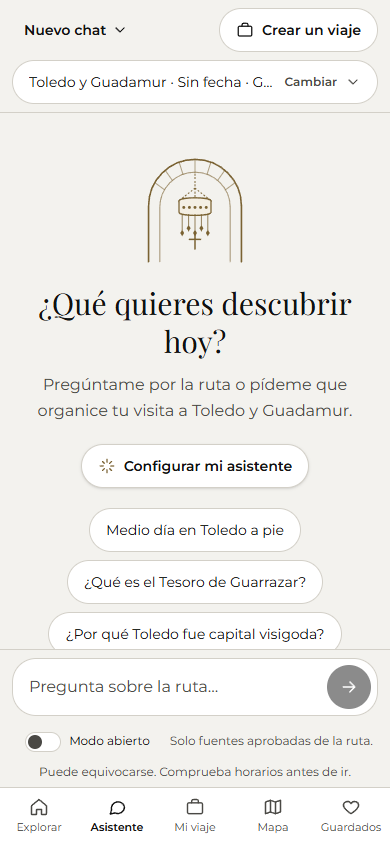 Nuevo chat
Crear un viaje
Toledo y Guadamur · Sin fecha · G...
Cambiar
¿Qué quieres descubrir
hoy?
Pregúntame por la ruta o pídeme que
organice tu visita a Toledo y Guadamur.
Configurar mi asistente
Medio día en Toledo a pie
¿Qué es el Tesoro de Guarrazar?
¿Por qué Toledo fue capital visigoda?
Pregunta sobre la ruta...
Modo abierto
Solo fuentes aprobadas de la ruta.
Puede equivocarse. Comprueba horarios antes de ir.
Explorar
Asistente
Mi viaje
Mapa
Guardados